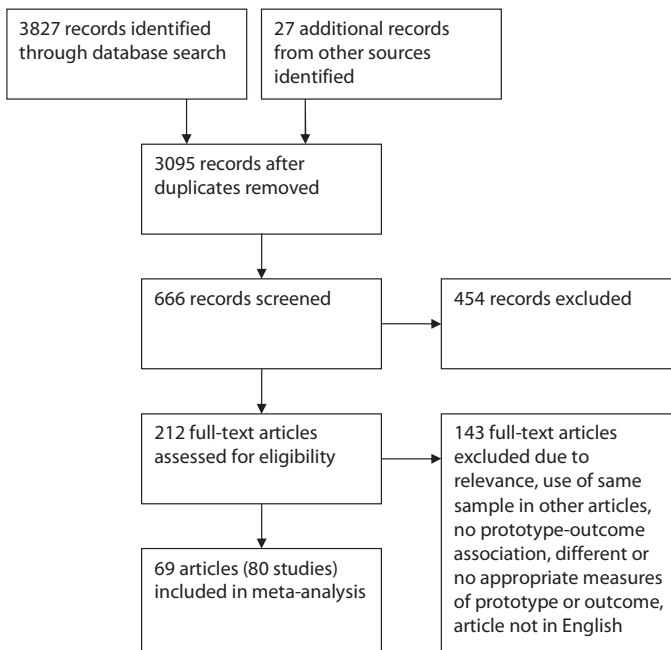 3827 records identified
through database search
27 additional records
from other sources
identified
3095 records after
duplicates removed
666 records screened
454 records excluded
212 full-text articles
assessed for eligibility
143 full-text articles
excluded due to
relevance, use of same
sample in other articles,
no prototype-outcome
association, different or
no appropriate measures
of prototype or outcome,
article not in English
69 articles (80 studies)
included in meta-analysis